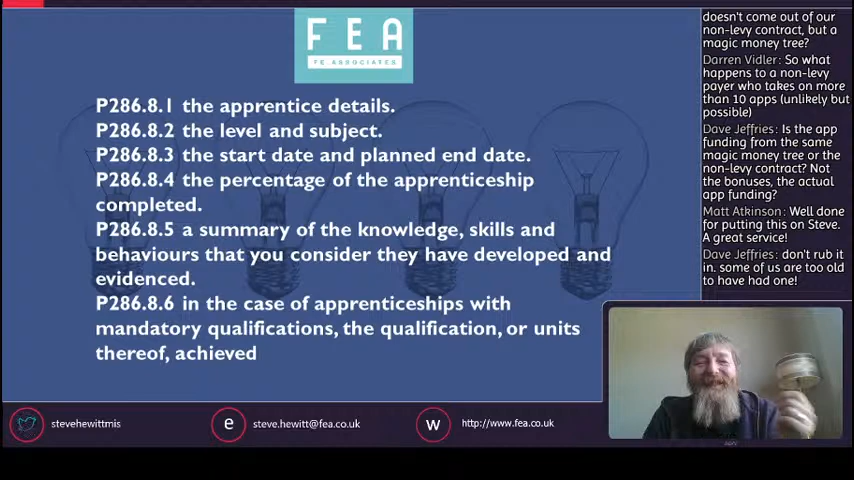 FEA
FE ASSOCIATES
P286.8.1 the apprentice details.
P286.8.2 the level and subject.
P286.8.3 the start date and planned end date.
P286.8.4 the percentage of the apprenticeship
completed.
P286.8.5 a summary of the knowledge, skills and
behaviours that you consider they have developed and
evidenced.
P286.8.6 in the case of apprenticeships with
mandatory qualifications, the qualification, or units
thereof, achieved
doesn't come out of our
non-levy contract, but a
magic money tree?
Darren Vidler: So what
happens to a non-levy
payer who takes on more
than 10 apps (unlikely but
possible)
Dave Jeffries: Is the app
funding from the same
magic money tree or the
non-levy contract? Not
the bonuses, the actual
app funding?
Matt Atkinson: Well done
for putting this on Steve.
A great service!
Dave Jeffries: don't rub it
in. some of us are too old
to have had one!
stevehewittmis
e
steve.hewitt@fea.co.uk
w
http://www.fea.co.uk